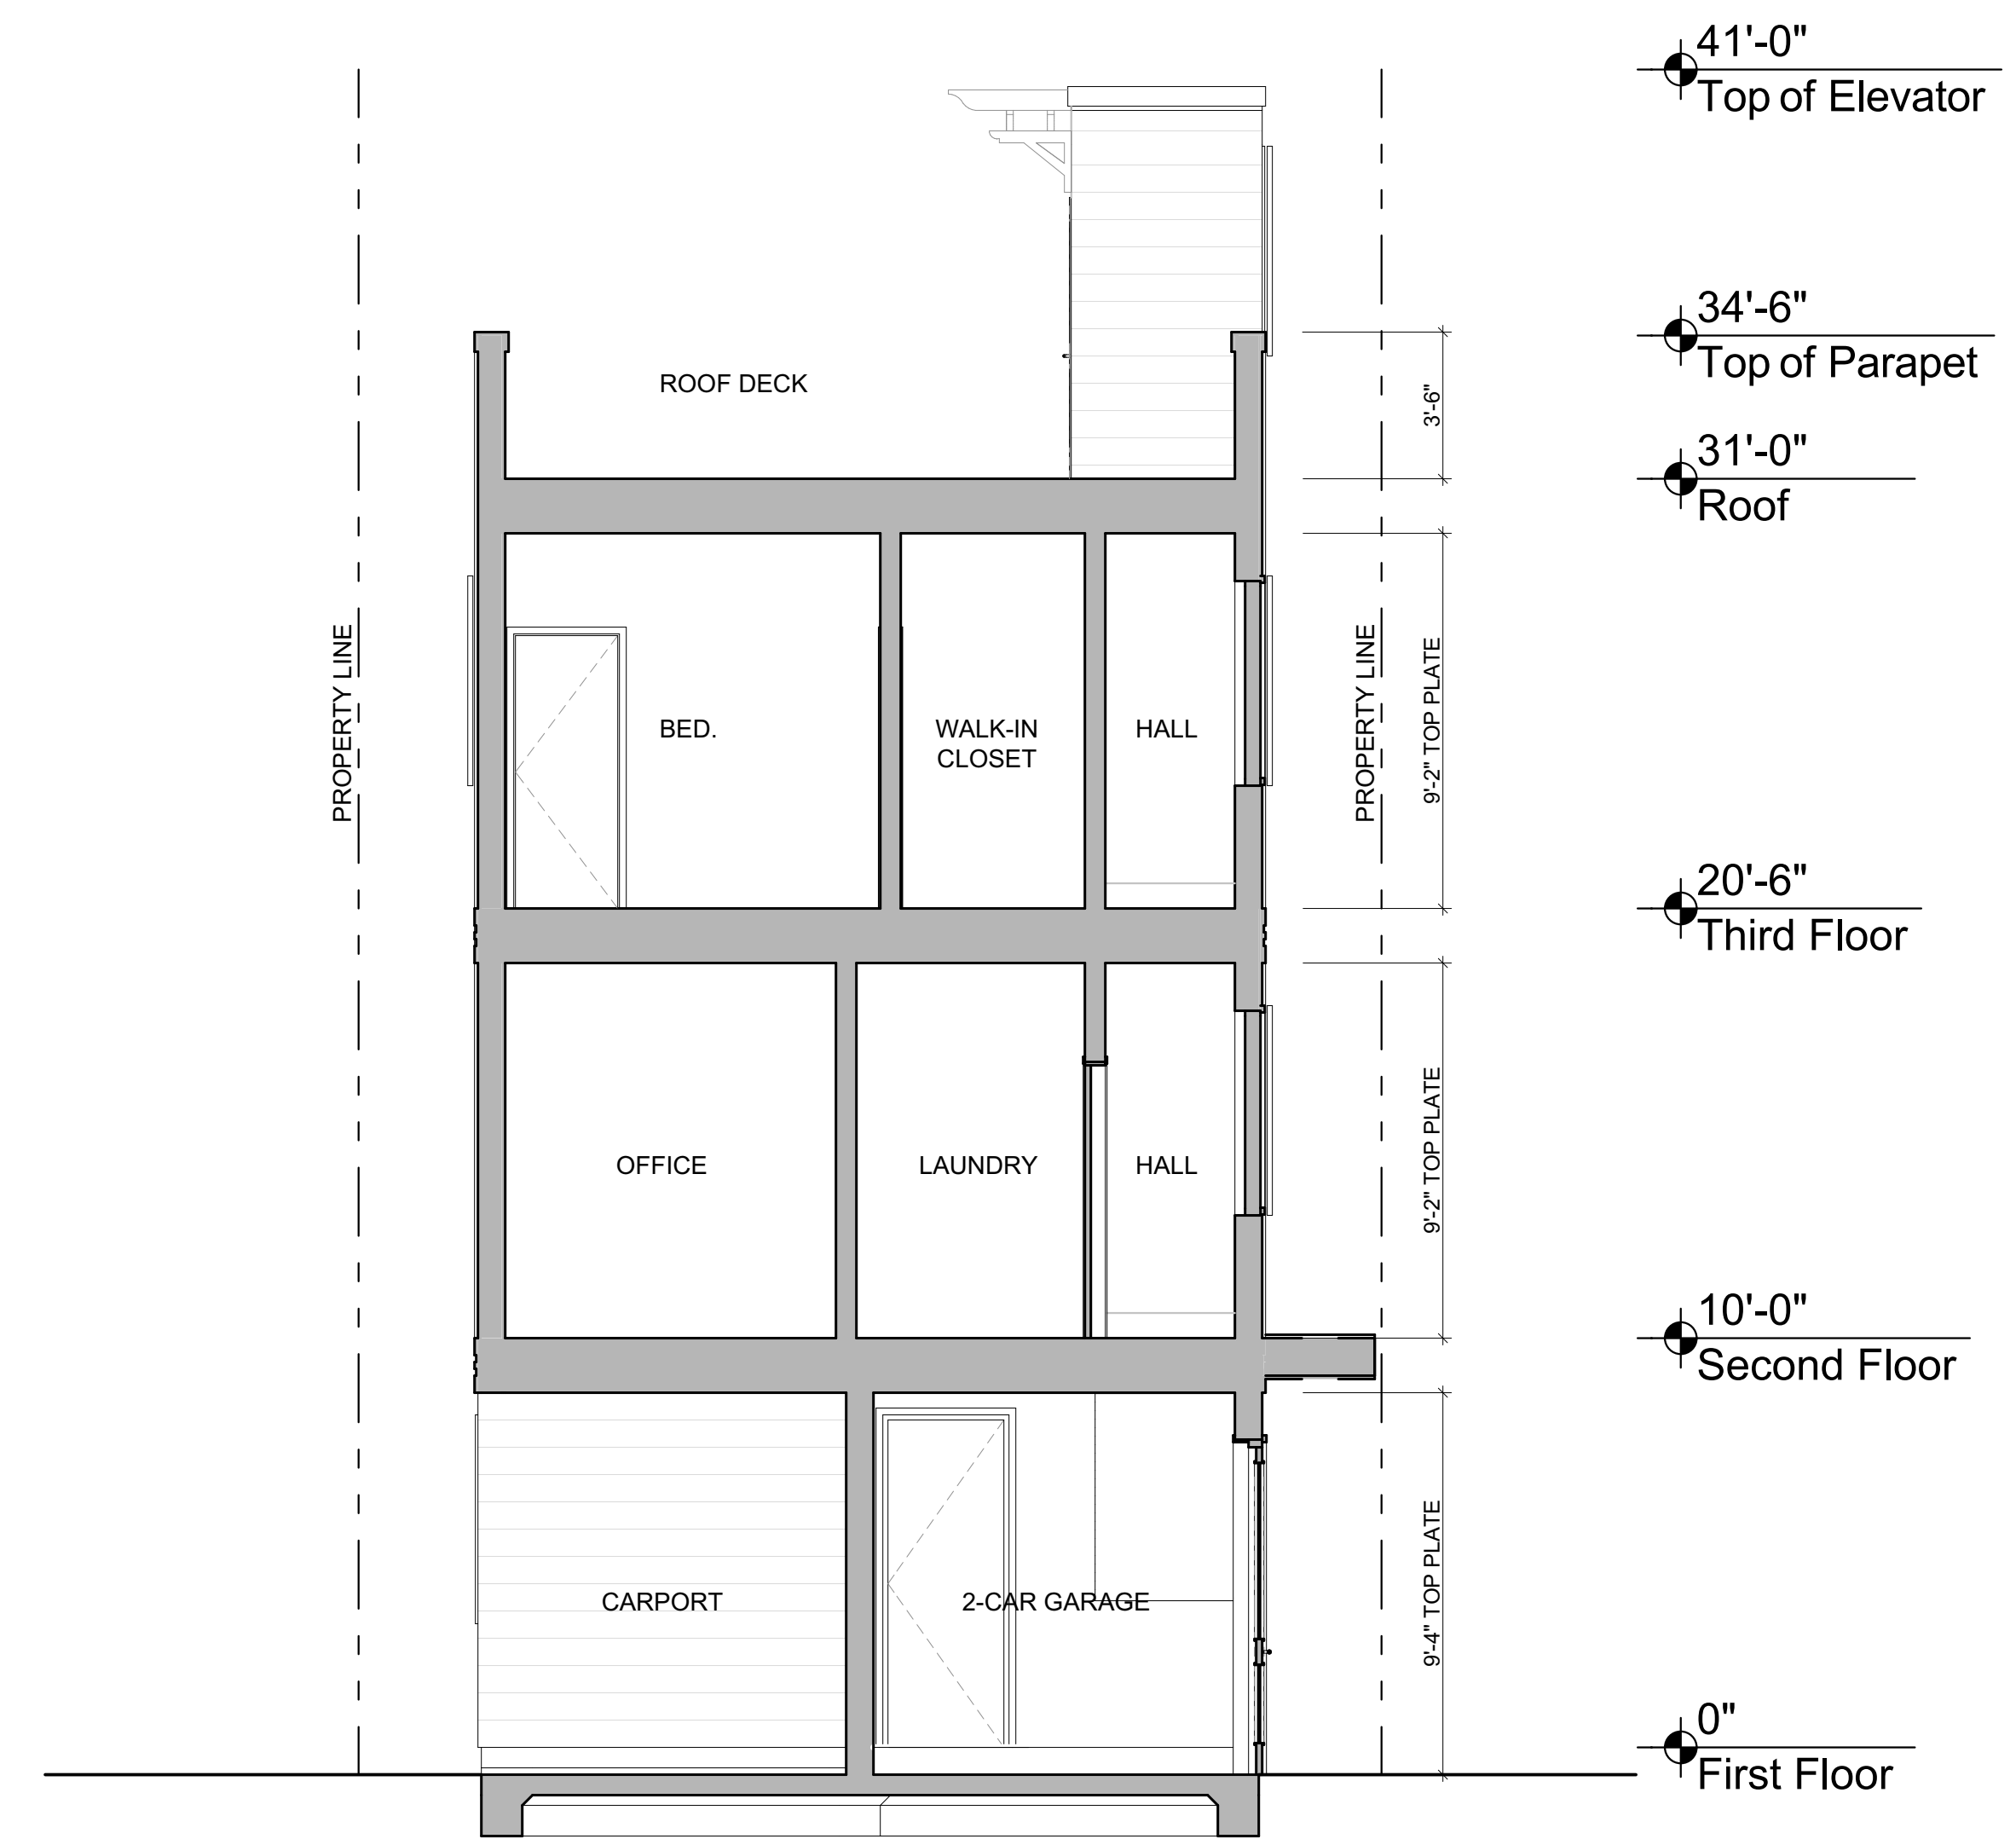 41'-0"
Top of Elevator
34'-6"
Top of Parapet
ROOF DECK
3'-6"
31'-0"
Roof
PROPERTY LINE
BED.
WALK-IN
CLOSET
HALL
PROPERTY LINE
9'-2" TOP PLATE
20'-6"
Third Floor
OFFICE
LAUNDRY
HALL
9'-2" TOP PLATE
10'-0"
Second Floor
CARPORT
2-CAR GARAGE
9'-4" TOP PLATE
0"
First Floor